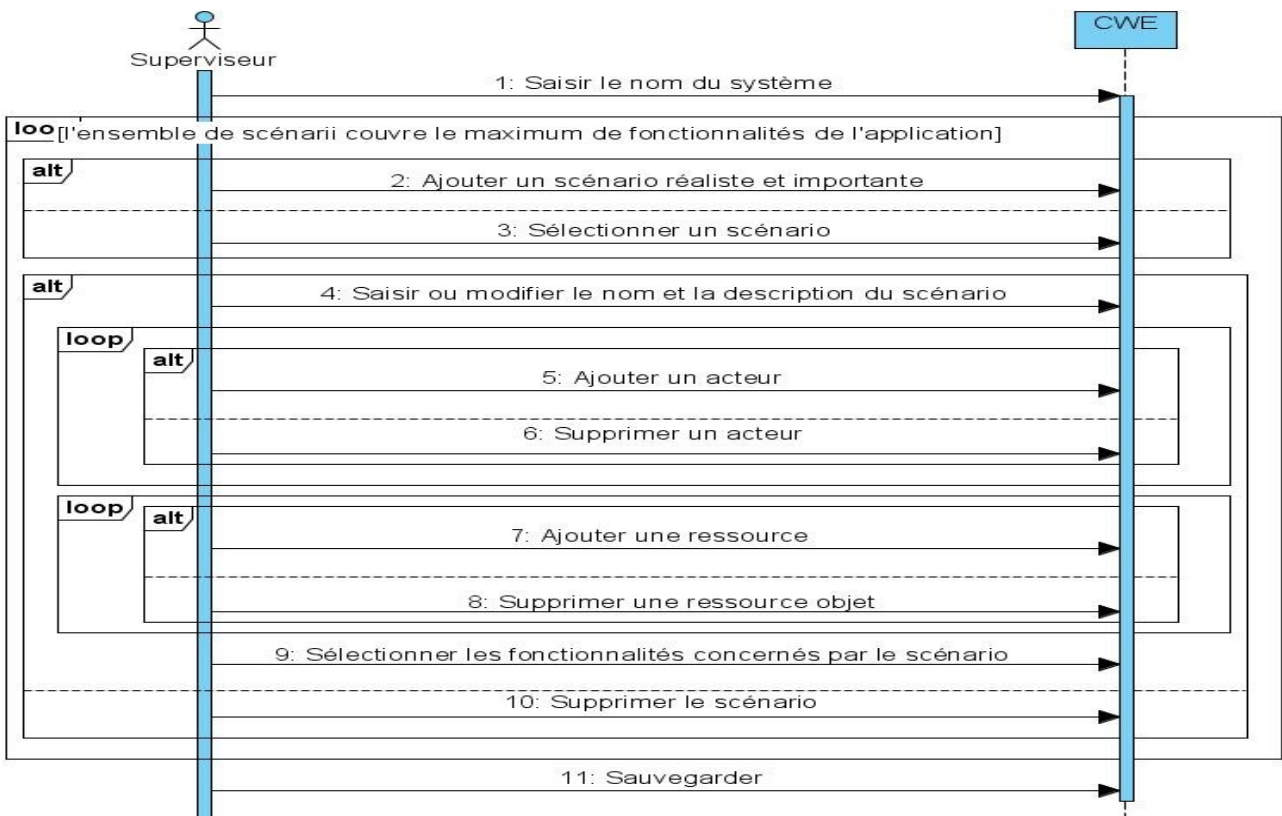 CWE
Superviseur
1: Saisir le nom du système
loo [l'ensemble de scénarii couvre le maximum de fonctionnalités de l'application]
alt
2: Ajouter un scénario réaliste et importante
3: Sélectionner un scénario
alt
4: Saisir ou modifier le nom et la description du scénario
loop
alt
5: Ajouter un acteur
6: Supprimer un acteur
loop
alt
7: Ajouter une ressource
8: Supprimer une ressource objet
9: Sélectionner les fonctionnalités concernés par le scénario
10: Supprimer le scénario
11: Sauvegarder